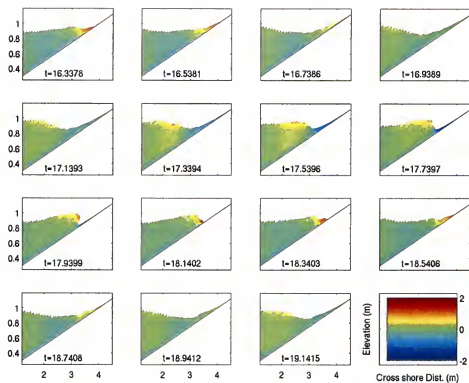 1
0.8
0.6
0.4
t=16.3378
t=16.5381
t=16.7386
t=16.9389
1
0.8
0.6
0.4
t=17.1393
t=17.3394
t=17.5396
t=17.7397
1
0.8
0.6
0.4
t=17.9399
t=18.1402
t=18.3403
t=18.5406
1
0.8
0.6
0.4
t=18.7408
t=18.9412
t=19.1415
2 3 4
2 3 4
2 3 4
Elevation (m)
2
0
-2
Cross shore Dist. (m)